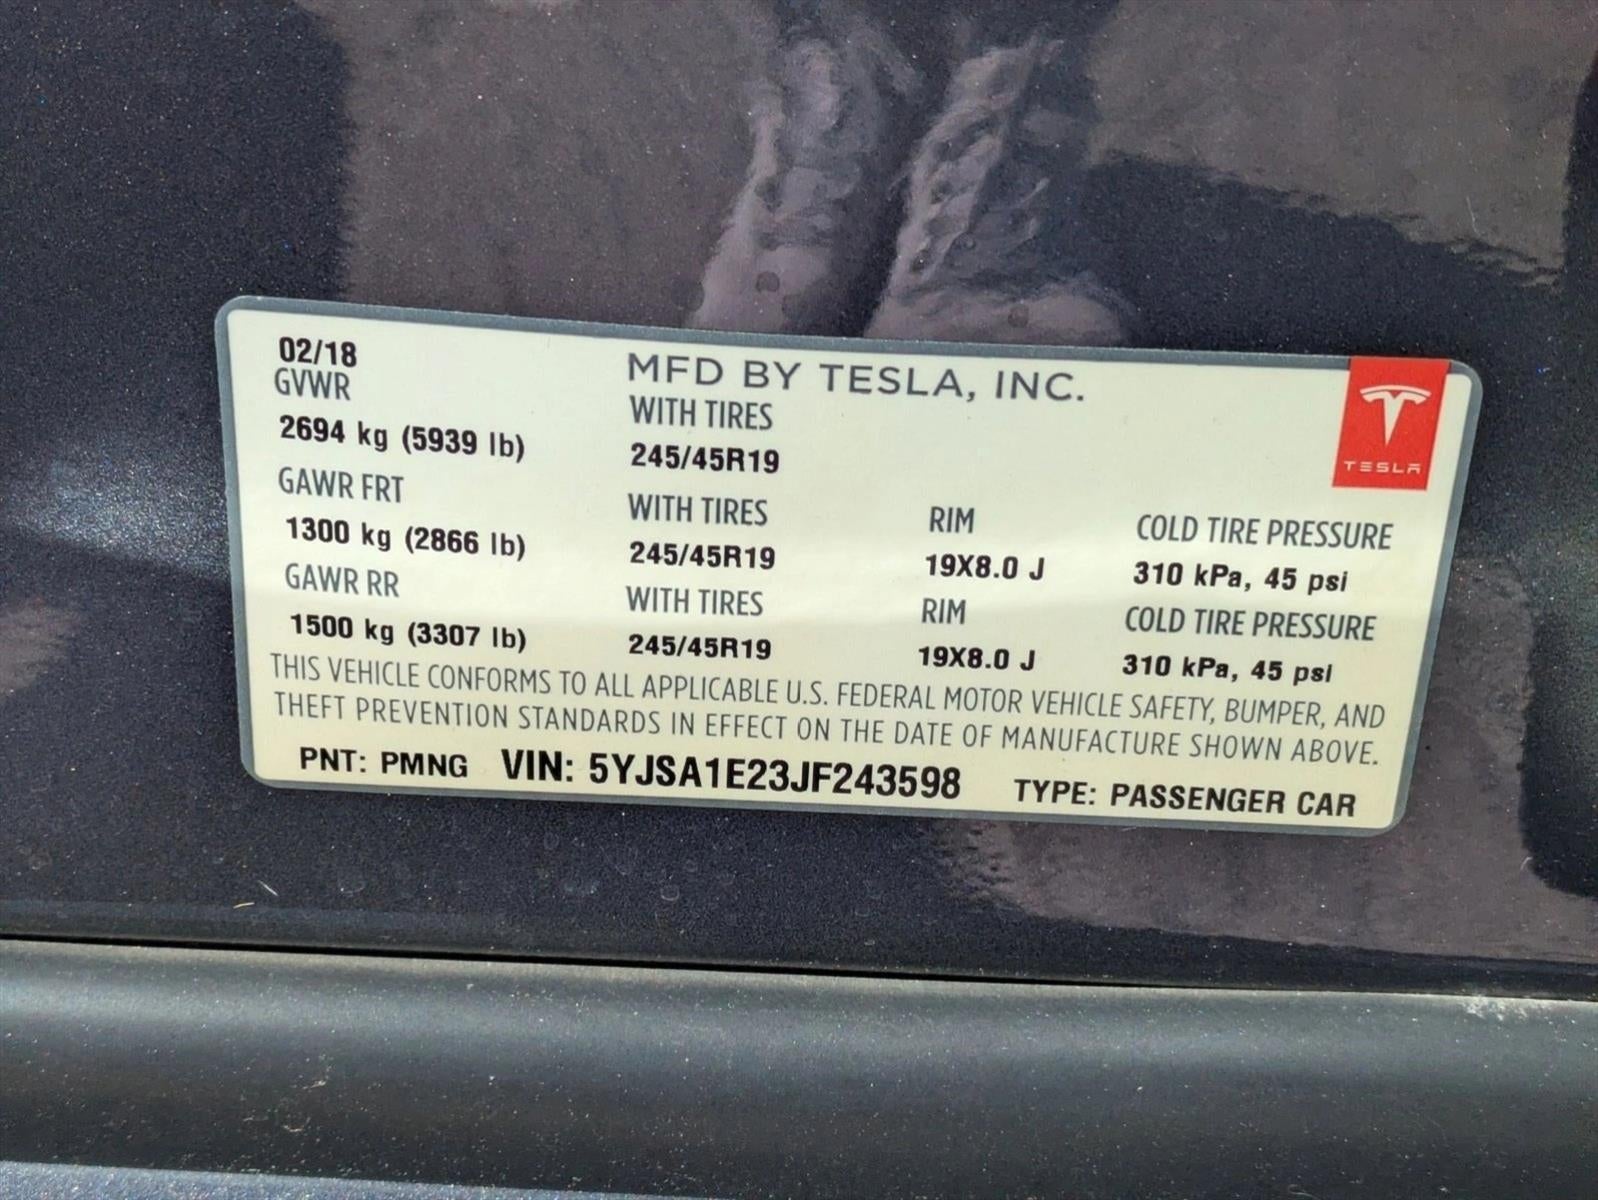 02/18 MFD BY TESLA, INC.
GVWR WITH TIRES
2694 kg (5939 lb) 245/45R19
TESLA
GAWR FRT WITH TIRES RIM COLD TIRE PRESSURE
1300 kg (2866 lb) 245/45R19 19X8.0 J 310 kPa, 45 psi
GAWR RR WITH TIRES RIM COLD TIRE PRESSURE
1500 kg (3307 lb) 245/45R19 19X8.0 J 310 kPa, 45 psi
THIS VEHICLE CONFORMS TO ALL APPLICABLE U.S. FEDERAL MOTOR VEHICLE SAFETY, BUMPER, AND
THEFT PREVENTION STANDARDS IN EFFECT ON THE DATE OF MANUFACTURE SHOWN ABOVE.
PNT: PMNG VIN: 5YJSA1E23JF243598 TYPE: PASSENGER CAR